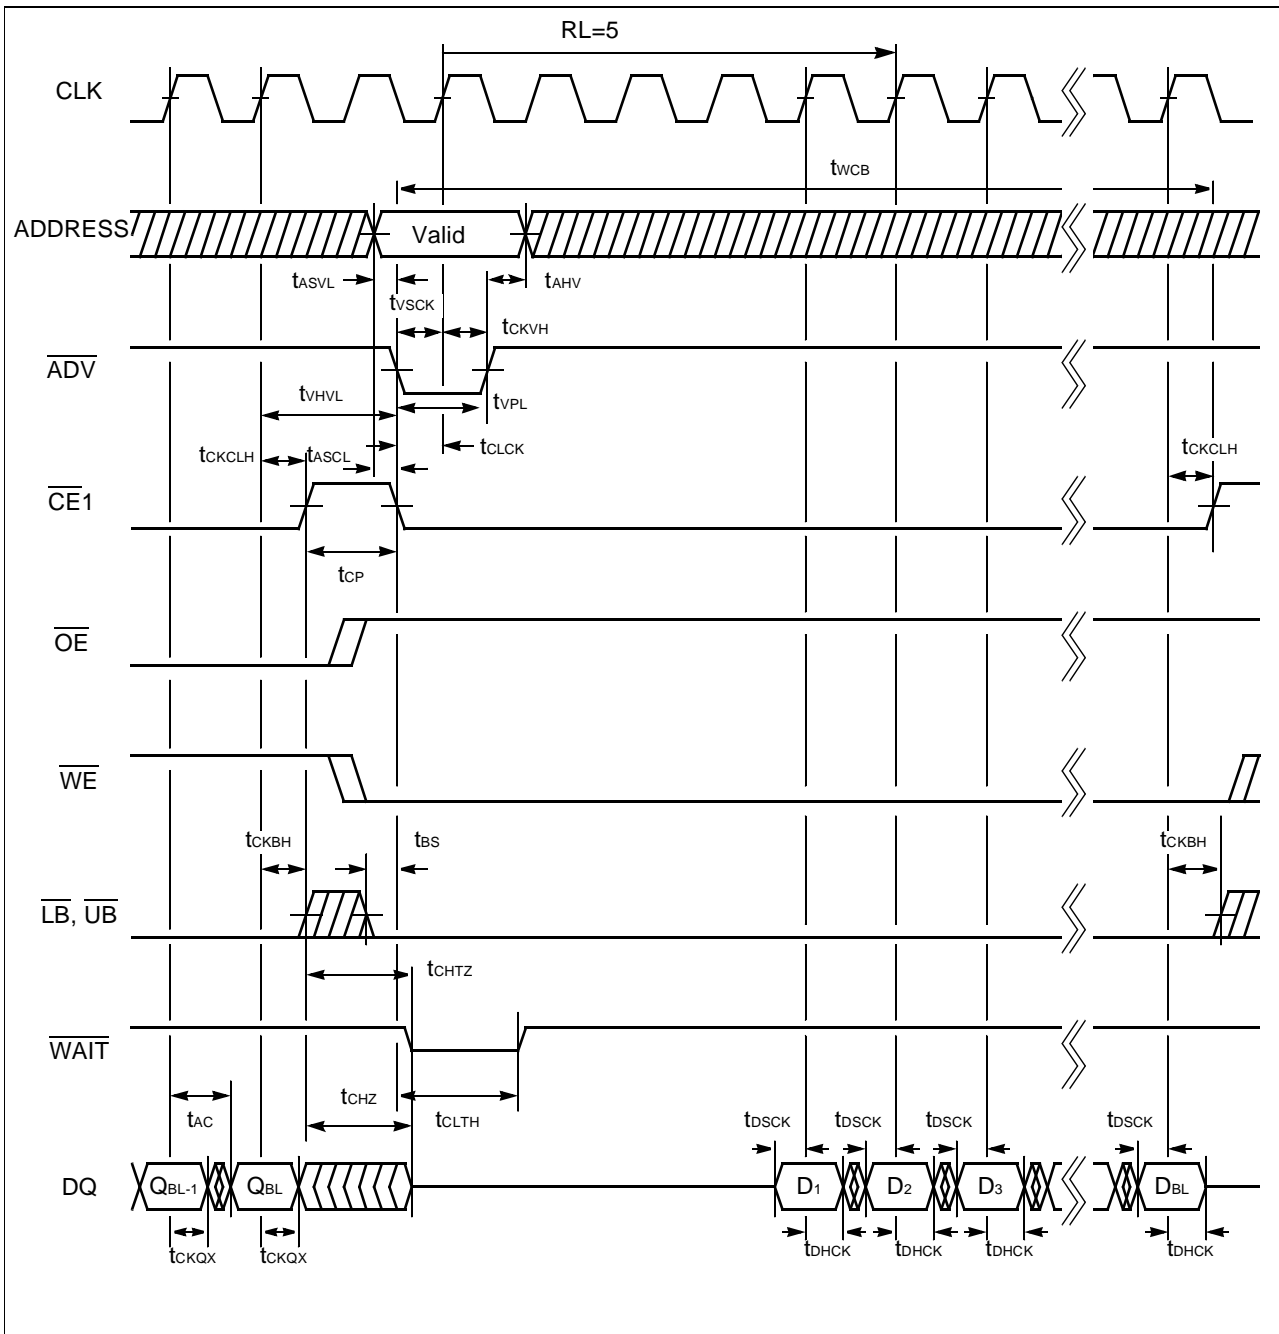 RL=5
CLK
tWCB
ADDRESS
Valid
tASVL
tVSCK
tAHV
tCKVH
ADV
tVHVL
tVPL
tCKCLH
tASCL
tCLCK
tCKCLH
CE1
tCP
OE
WE
tCKBH
tBS
tCKBH
LB, UB
tCHTZ
WAIT
tAC
tCHZ
tCLTH
tDSCK
tDSCK
tDSCK
tDSCK
DQ
QBL-1
QBL
D1
D2
D3
DBL
tCKQX
tCKQX
tDHCK
tDHCK
tDHCK
tDHCK